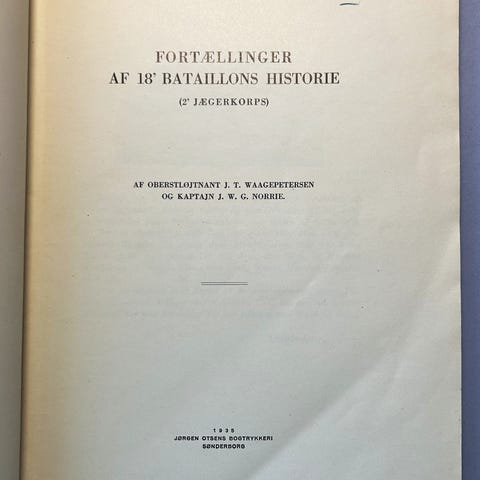 FORTÆLLINGER
AF 18' BATAILLONS HISTORIE
(2' JÆGERKORPS)
AF OBERSTLØJTNANT J. T. WAAGEPETERSEN
OG KAPTAJN J. W. G. NORRIE.
1935
JØRGEN OTSENS BOGTRYKKERI
SØNDERBORG